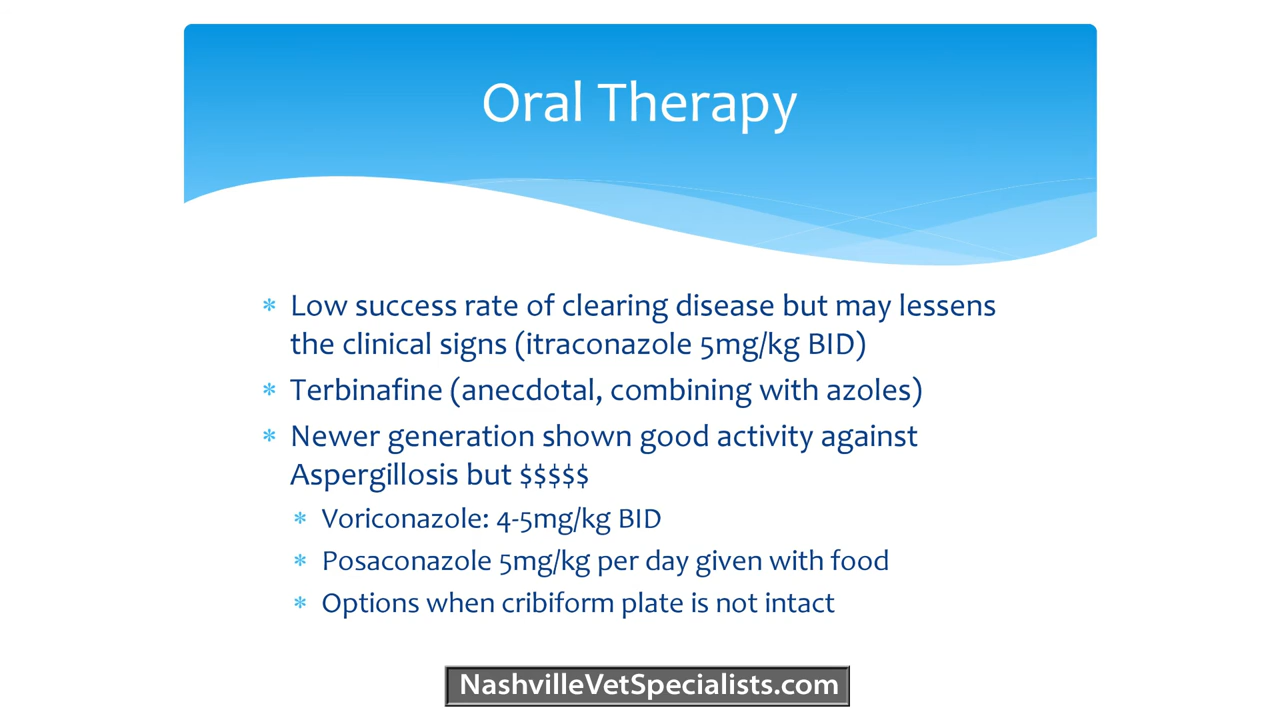 Oral Therapy
* Low success rate of clearing disease but may lessens
the clinical signs (itraconazole 5mg/kg BID)
* Terbinafine (anecdotal, combining with azoles)
* Newer generation shown good activity against
Aspergillosis but $$$$$
* Voriconazole: 4-5mg/kg BID
* Posaconazole 5mg/kg per day given with food
* Options when cribiform plate is not intact
NashvilleVetSpecialists.com